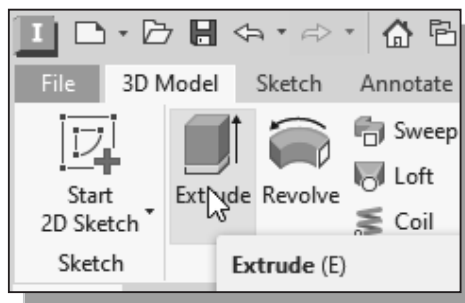 I
File 3D Model Sketch Annotate
Start
2D Sketch
Extrude Revolve
Sweep
Loft
Coil
Sketch
Extrude (E)